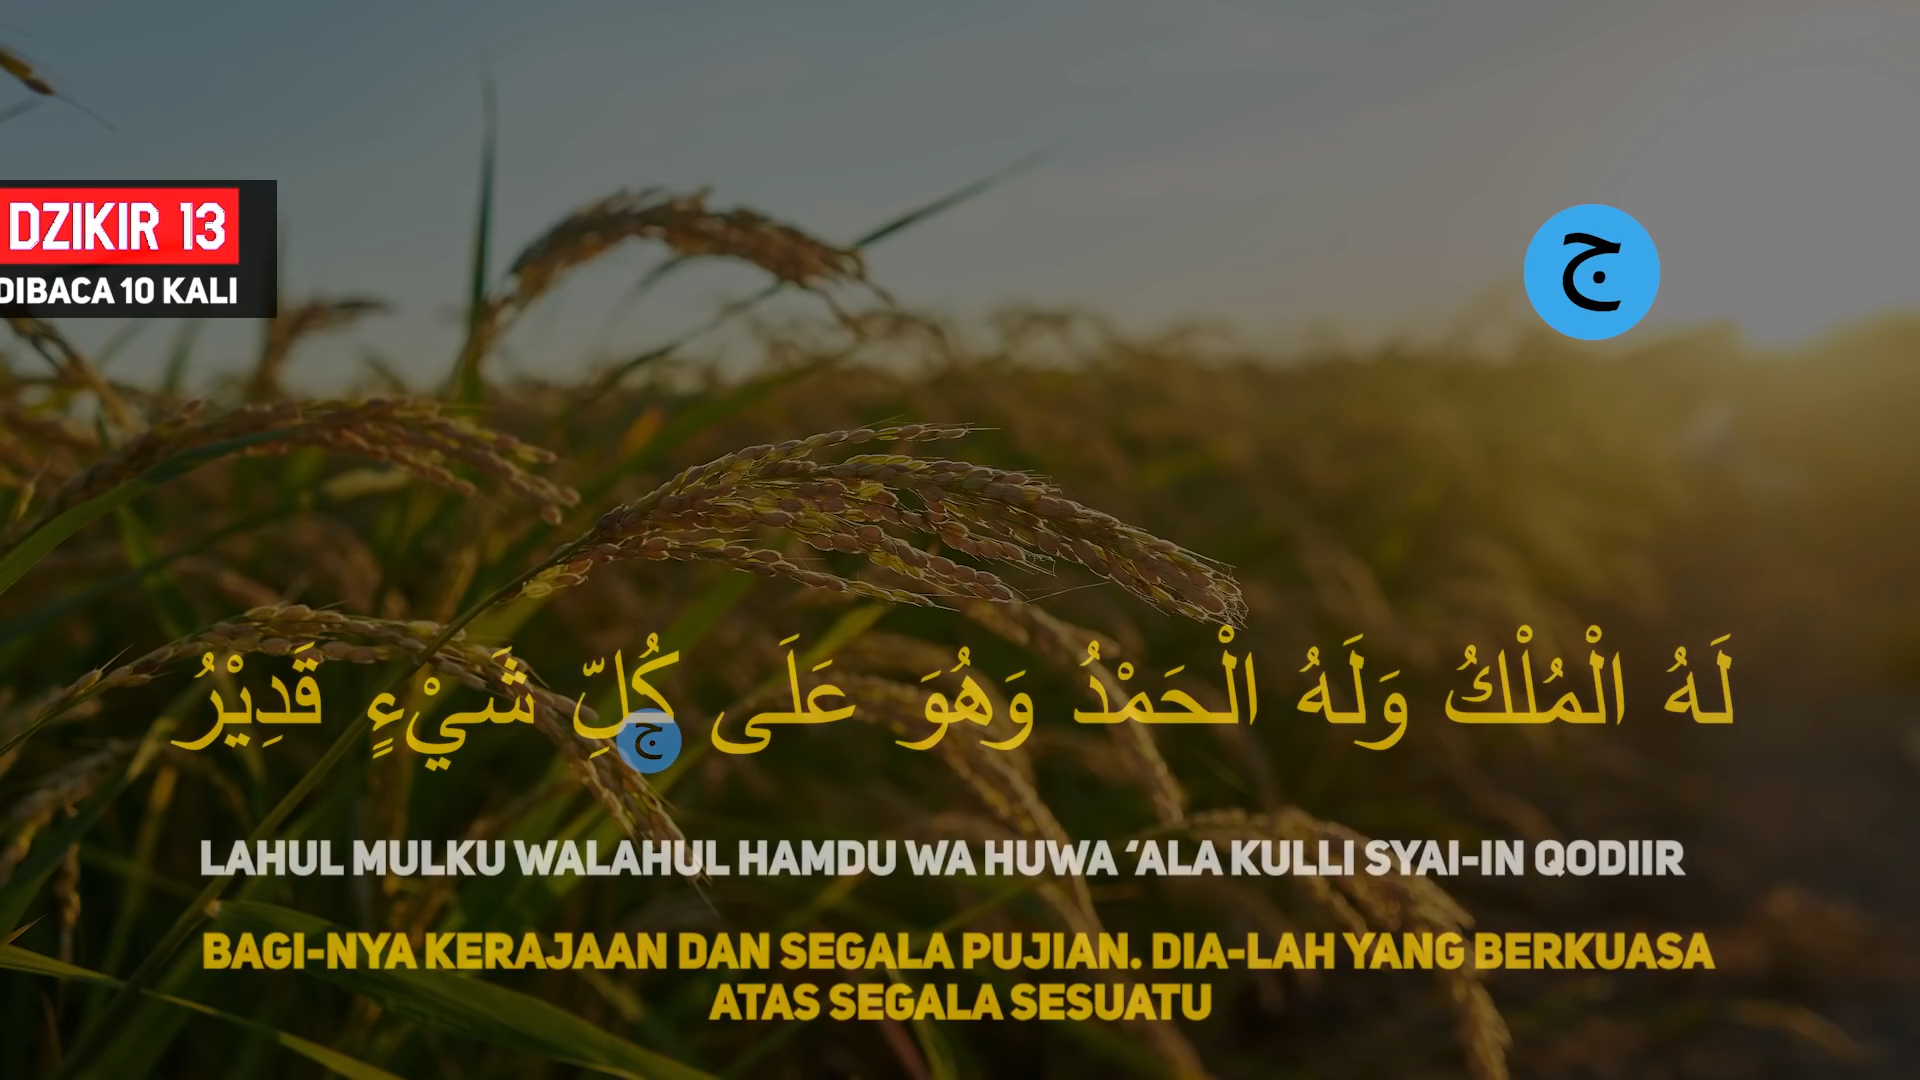 DZIKIR 13
DIBACA 10 KALI
ج
لَهُ الْمُلْكُ وَلَهُ الْحَمْدُ وَهُوَ عَلَى كُلِّ شَيْءٍ قَدِيْرُ
ج
LAHUL MULKU WALAHUL HAMDU WA HUWA ‘ALA KULLI SYAI-IN QODIIR
BAGI-NYA KERAJAAN DAN SEGALA PUJIAN. DIA-LAH YANG BERKUASA
ATAS SEGALA SESUATU